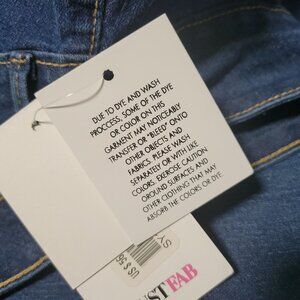 DUE TO DYE AND WASH
PROCCESS, SOME OF THE DYE
OR COLOR ON THIS
GARMENT MAY NOTICEABLY
TRANSFER OR "BLEED" ONTO
OTHER OBJECTS AND
FABRICS. PLEASE WASH
SEPARATELY OR WITH LIKE
COLORS. EXERCISE CAUTION
AROUND SURFACES AND
OTHER CLOTHING THAT MAY
ABSORB THE COLORS OR DYE.
STFAB